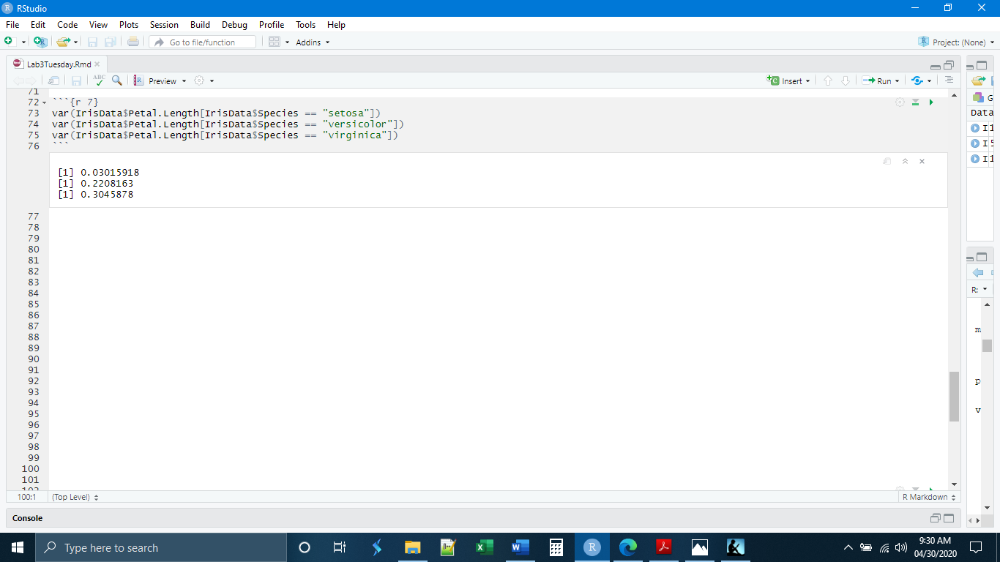 RStudio
File Edit Code View Plots Session Build Debug Profile Tools Help
Go to file/function Addins Project: (None)
Lab3Tuesday.Rmd
ABC Preview Insert Run
71
72 ```{r 7}
73 var(IrisData$Petal.Length[IrisData$Species == "setosa"])
74 var(IrisData$Petal.Length[IrisData$Species == "versicolor"])
75 var(IrisData$Petal.Length[IrisData$Species == "virginica"])
76 ```
[1] 0.03015918
[1] 0.2208163
[1] 0.3045878
77
78
79
80
81
82
83
84
85
86
87
88
89
90
91
92
93
94
95
96
97
98
99
100
101
100:1 (Top Level) R Markdown
Console
G
Data
I 1
I 5
I 1
R:
m
p
v
Type here to search
9:30 AM
04/30/2020